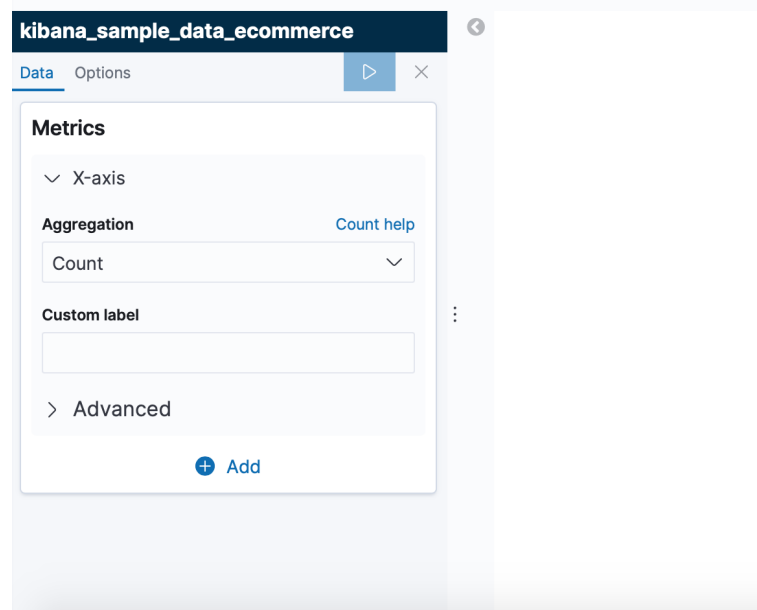 kibana_sample_data_ecommerce
Data Options
Metrics
X-axis
Aggregation Count help
Count
Custom label
Advanced
Add